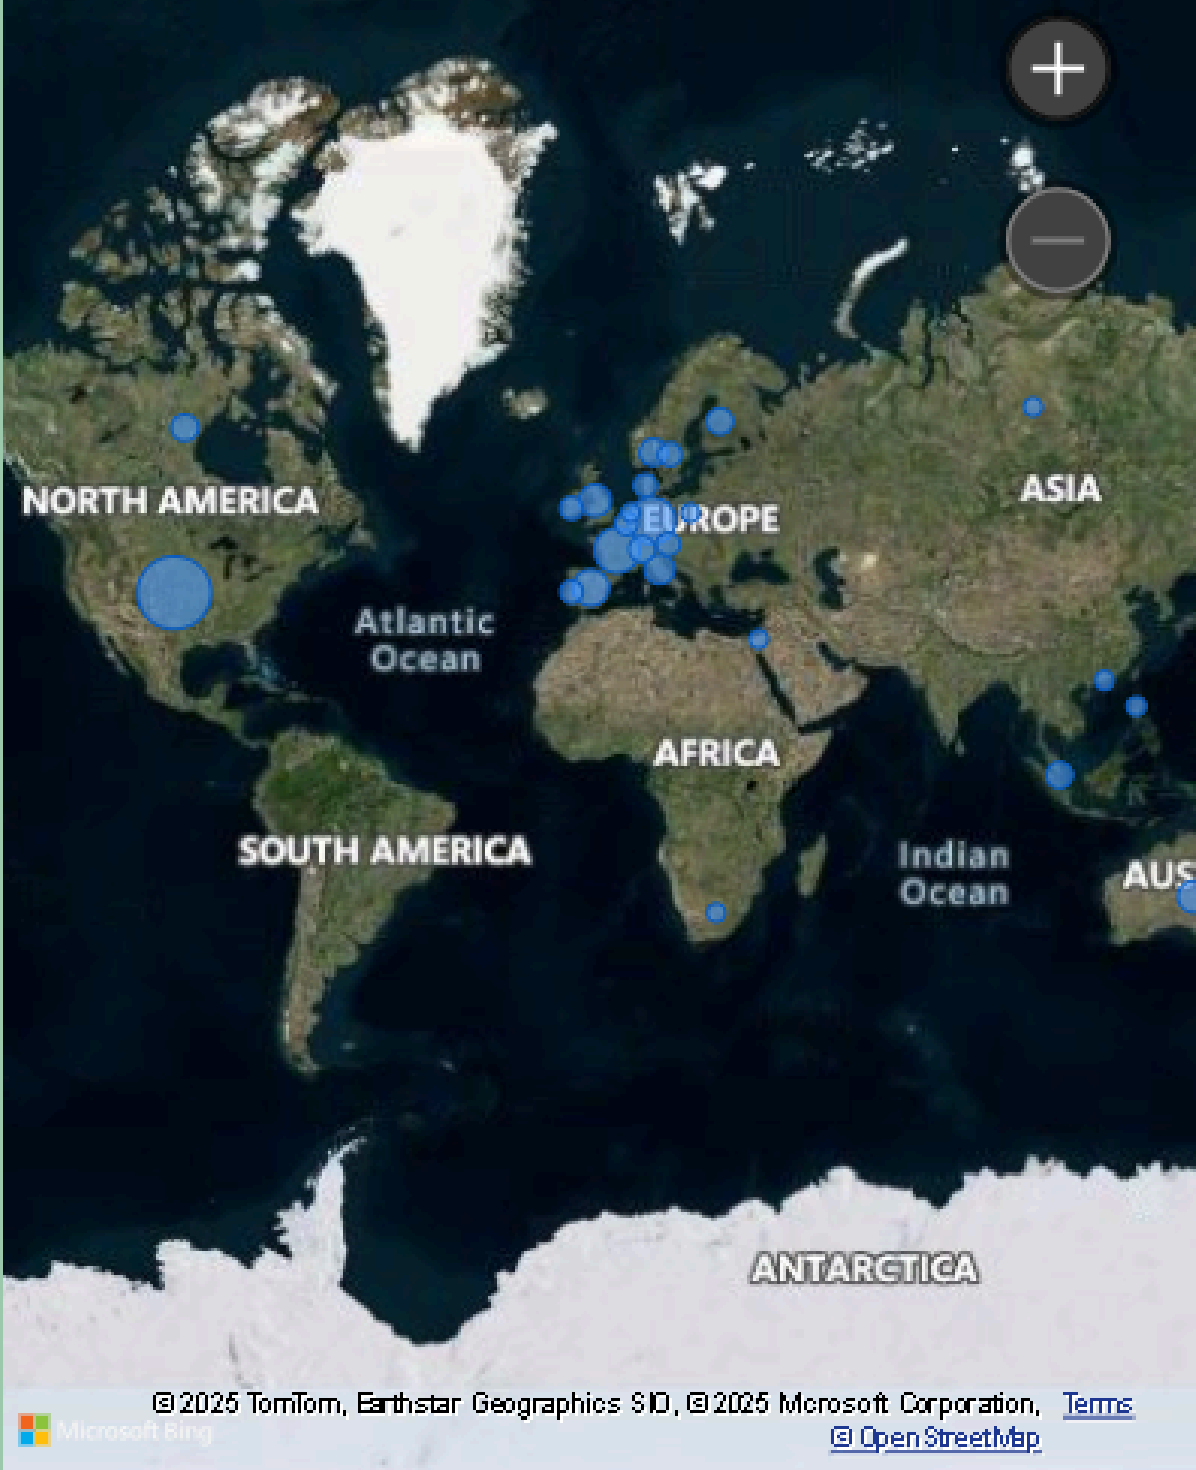 NORTH AMERICA
ASIA
EUROPE
Atlantic
Ocean
AFRICA
SOUTH AMERICA
Indian
Ocean
AUS
ANTARCTICA
© 2025 TomTom, Earthstar Geographics SIO, © 2025 Microsoft Corporation, Terms
Microsoft Bing
© OpenStreetMap